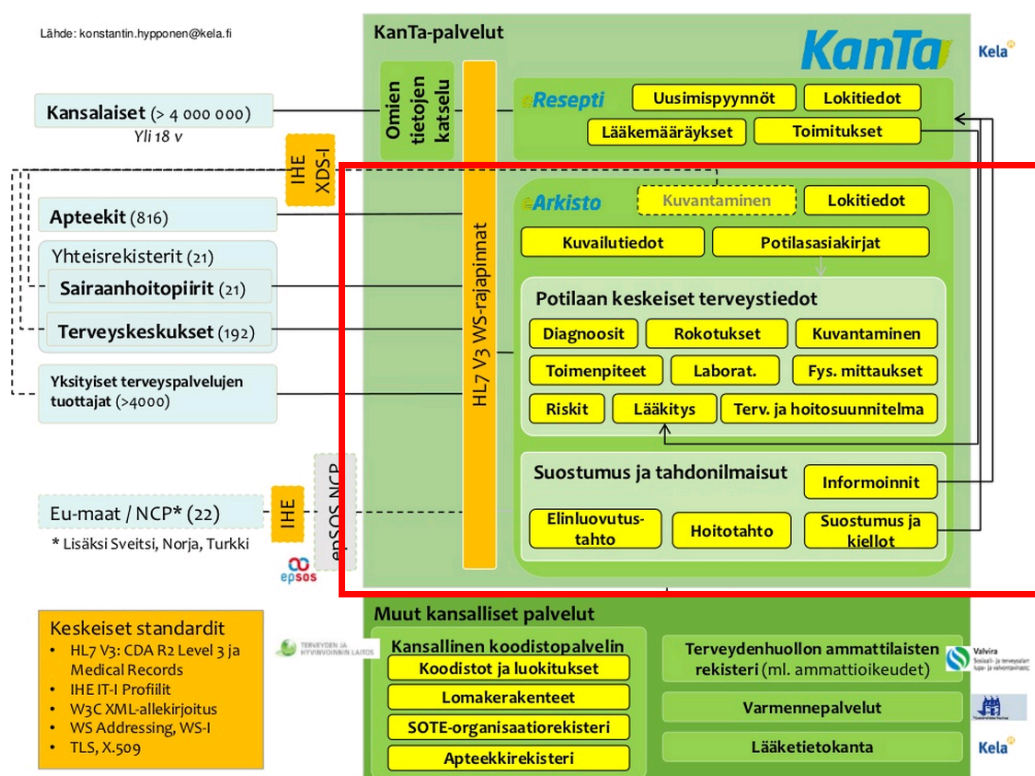 Lähde: konstantin.hypponen@kela.fi
KanTa-palvelut
KanTa
Kela
Kansalaiset (> 4 000 000)
Yli 18 v
Omien
tietojen
katselu
HL7 V3 WS-rajapinnat
eResepti
Uusimispyynnöt
Lokitiedot
Lääkemääräykset
Toimitukset
IHE
XDS-I
Apteekit (816)
Yhteisrekisterit (21)
Sairaanhoitopiirit (21)
Terveyskeskukset (192)
Yksityiset terveyspalvelujen
tuottajat (>4000)
eArkisto
Kuvantaminen
Lokitiedot
Kuvailutiedot
Potilasasiakirjat
Potilaan keskeiset terveystiedot
Diagnoosit
Rokotukset
Kuvantaminen
Toimenpiteet
Laborat.
Fys. mittaukset
Riskit
Lääkitys
Terv. ja hoitosuunnitelma
Suostumus ja tahdonilmaisut
Informoinnit
Elinluovutus-
tahto
Hoitotahto
Suostumus ja
kiellot
Eu-maat / NCP* (22)
* Lisäksi Sveitsi, Norja, Turkki
IHE
epSOS NCP
epsos
Keskeiset standardit
• HL7 V3: CDA R2 Level 3 ja
Medical Records
• IHE IT-I Profiilit
• W3C XML-allekirjoitus
• WS Addressing, WS-I
• TLS, X.509
TERVEYDEN JA
HYVINVOINNIN LAITOS
Muut kansalliset palvelut
Kansallinen koodistopalvelin
Koodistot ja luokitukset
Lomakerakenteet
SOTE-organisaatiorekisteri
Apteekkirekisteri
Terveydenhuollon ammattilaisten
rekisteri (ml. ammattioikeudet)
Valvira
Varmennepalvelut
Lääketietokanta
Kela